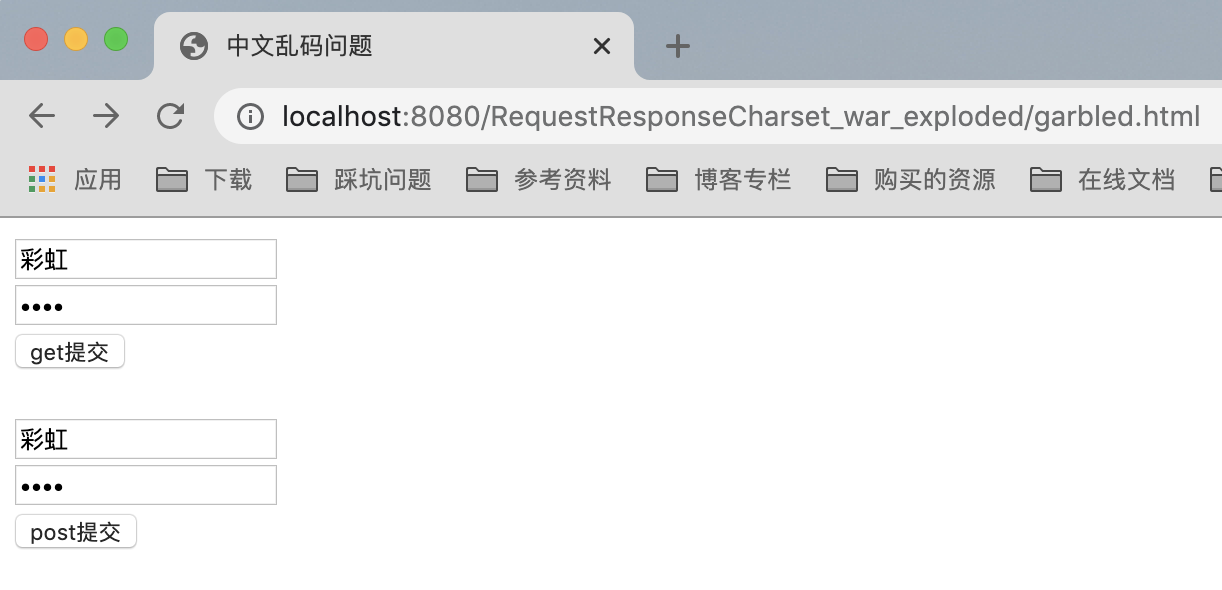 中文乱码问题
localhost:8080/RequestResponseCharset_war_exploded/garbled.html
应用 下载 踩坑问题 参考资料 博客专栏 购买的资源 在线文档
彩虹
••••
get提交
彩虹
••••
post提交